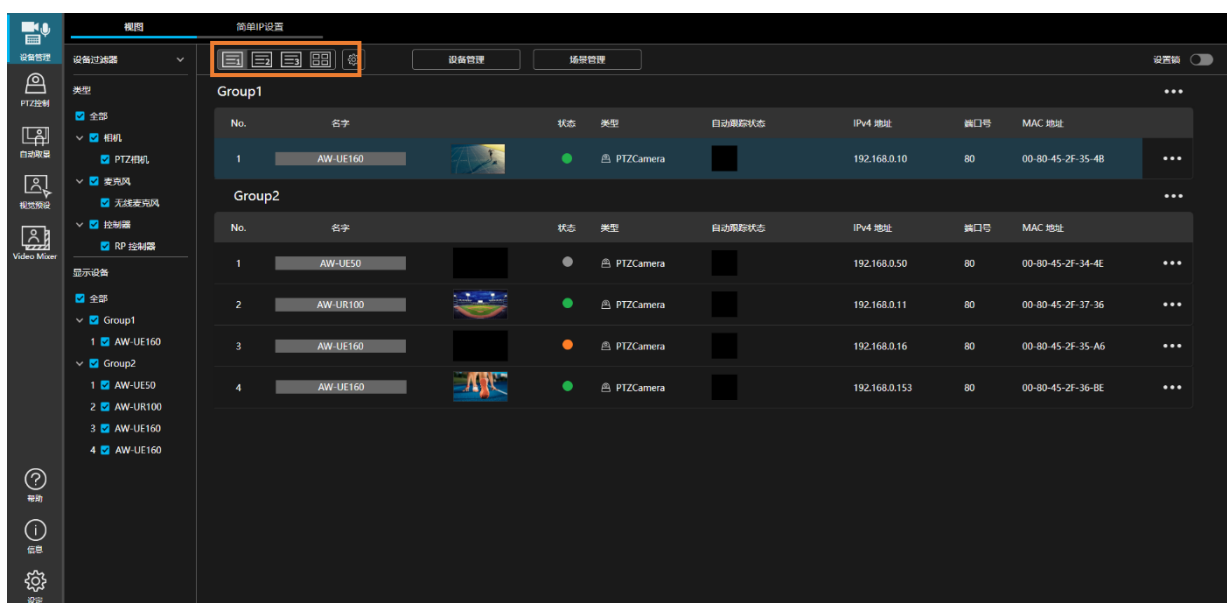 视图 简单IP设置
设备管理
PTZ控制
自动取景
视觉预设
Video Mixer
帮助
信息
设定
设备过滤器
类型
全部
相机
PTZ相机
麦克风
无线麦克风
控制器
RP 控制器
显示设备
全部
Group1
1 AW-UE160
Group2
1 AW-UE50
2 AW-UR100
3 AW-UE160
4 AW-UE160
1 2 3 设备管理 场景管理 设置锁
Group1 •••
No. 名字 状态 类型 自动跟踪状态 IPv4 地址 端口号 MAC 地址
1 AW-UE160 PTZCamera 192.168.0.10 80 00-80-45-2F-35-4B •••
Group2 •••
No. 名字 状态 类型 自动跟踪状态 IPv4 地址 端口号 MAC 地址
1 AW-UE50 PTZCamera 192.168.0.50 80 00-80-45-2F-34-4E •••
2 AW-UR100 PTZCamera 192.168.0.11 80 00-80-45-2F-37-36 •••
3 AW-UE160 PTZCamera 192.168.0.16 80 00-80-45-2F-35-A6 •••
4 AW-UE160 PTZCamera 192.168.0.153 80 00-80-45-2F-36-BE •••